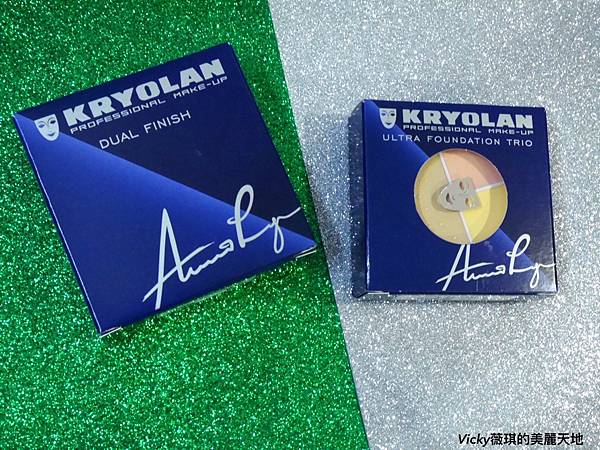 KRYOLAN
PROFESSIONAL MAKE-UP
DUAL FINISH
KRYOLAN
PROFESSIONAL MAKE-UP
ULTRA FOUNDATION TRIO
Vicky薇琪的美麗天地